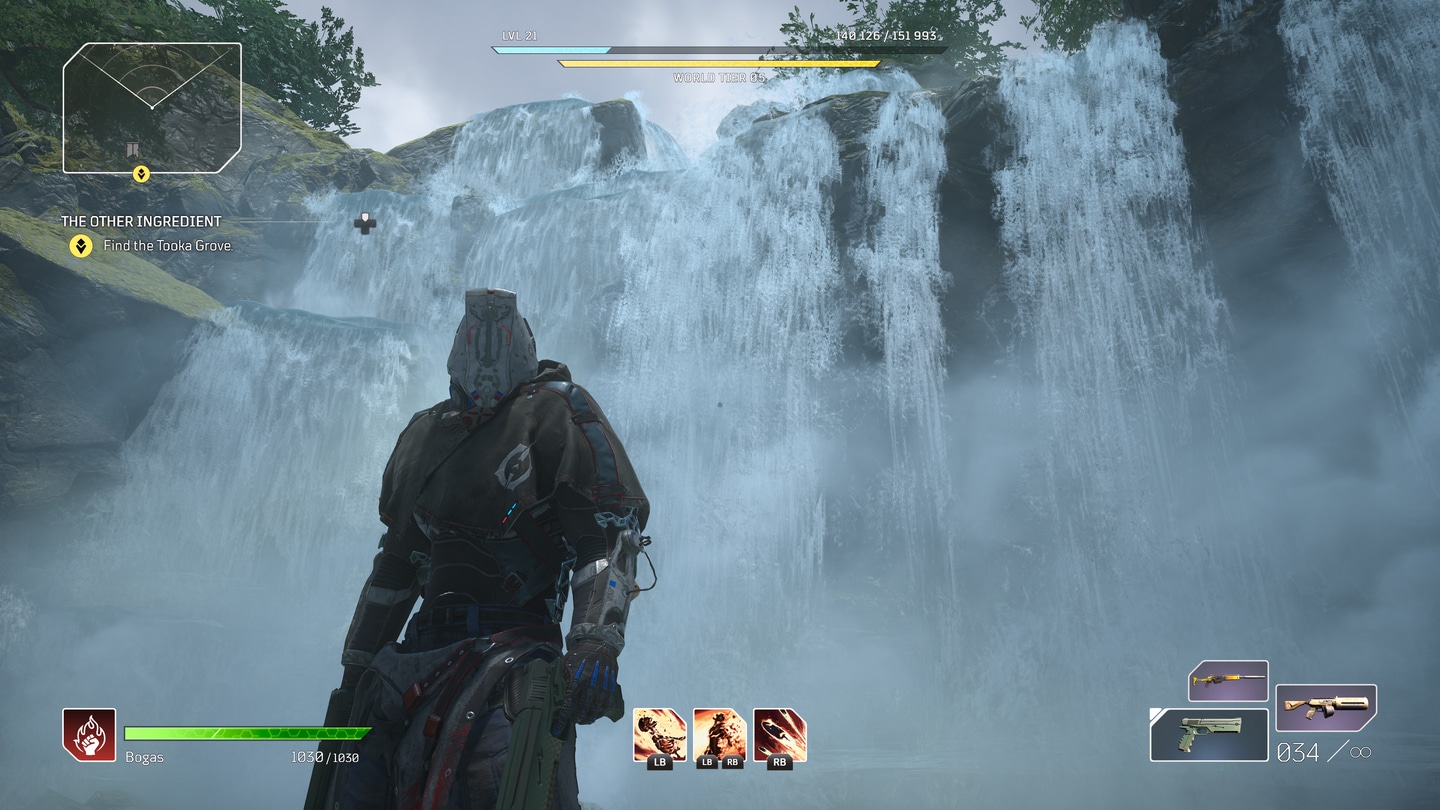 LVL 21
140 126 / 151 993
WORLD TIER 05
THE OTHER INGREDIENT
Find the Tooka Grove.
Bogas
1030 / 1030
LB
LB RB
RB
034 / ∞